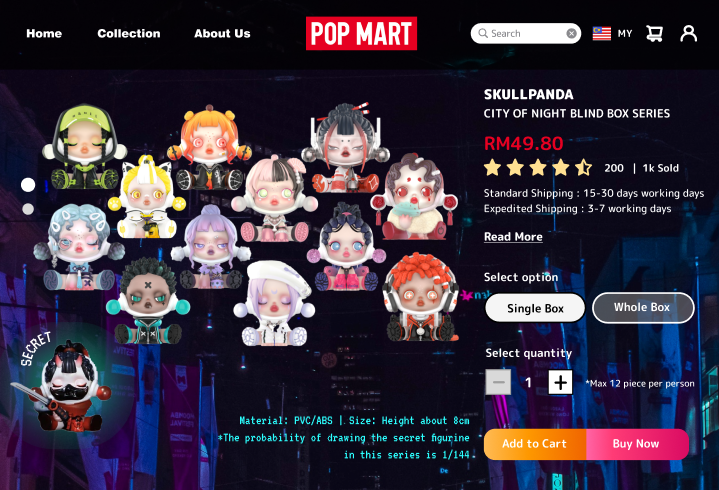 Home
Collection
About Us
POP MART
Search
MY
SKULLPANDA
CITY OF NIGHT BLIND BOX SERIES
RM49.80
200 | 1k Sold
Standard Shipping : 15-30 days working days
Expedited Shipping : 3-7 working days
Read More
Select option
Single Box
Whole Box
Select quantity
1
*Max 12 piece per person
Add to Cart
Buy Now
SECRET
Material: PVC/ABS | Size: Height about 8cm
*The probability of drawing the secret figurine
in this series is 1/144